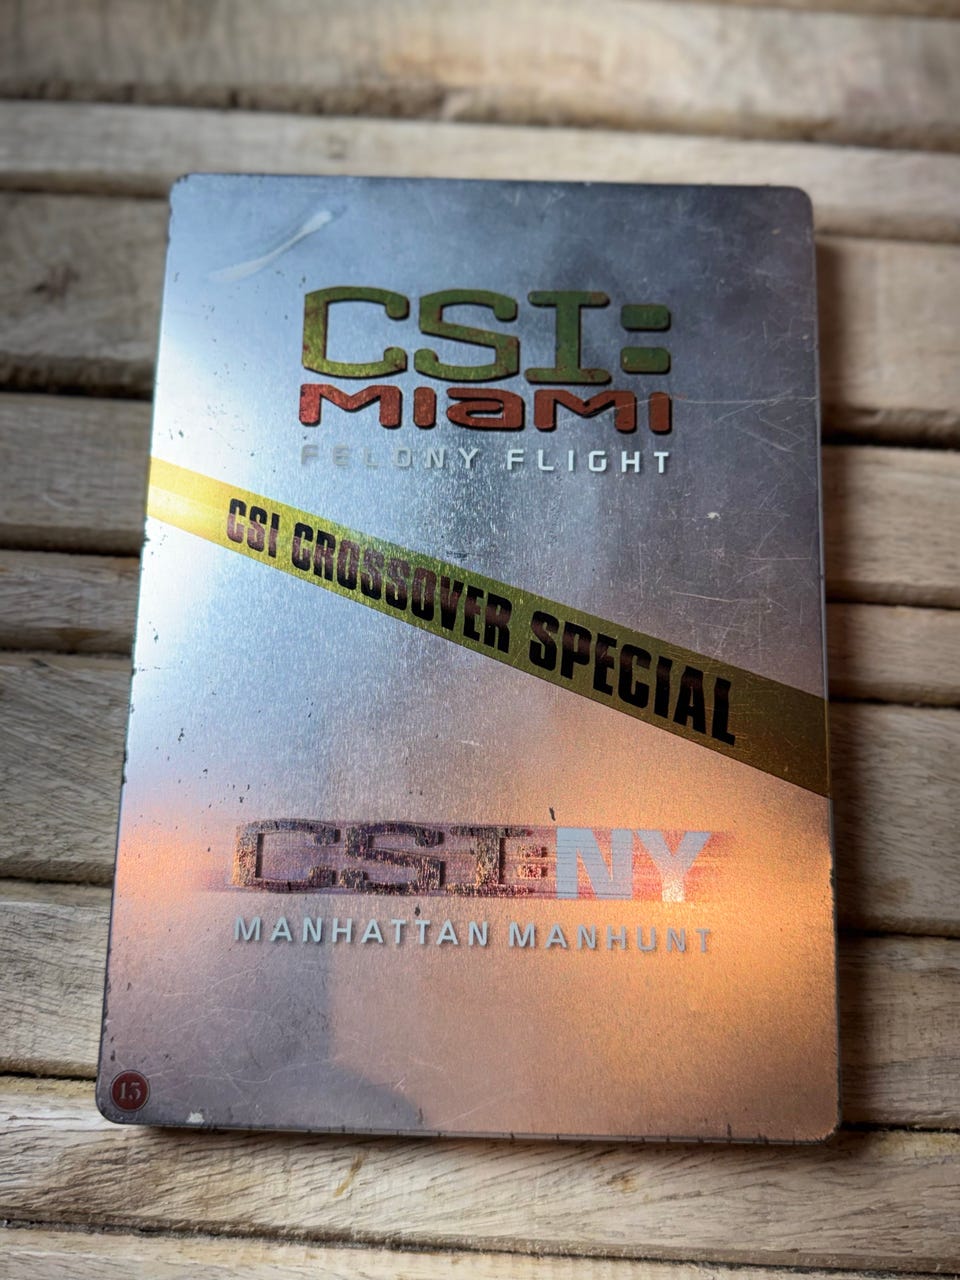 CSI:
MIAMI
FELONY FLIGHT
CSI CROSSOVER SPECIAL
CSI:NY
MANHATTAN MANHUNT
15